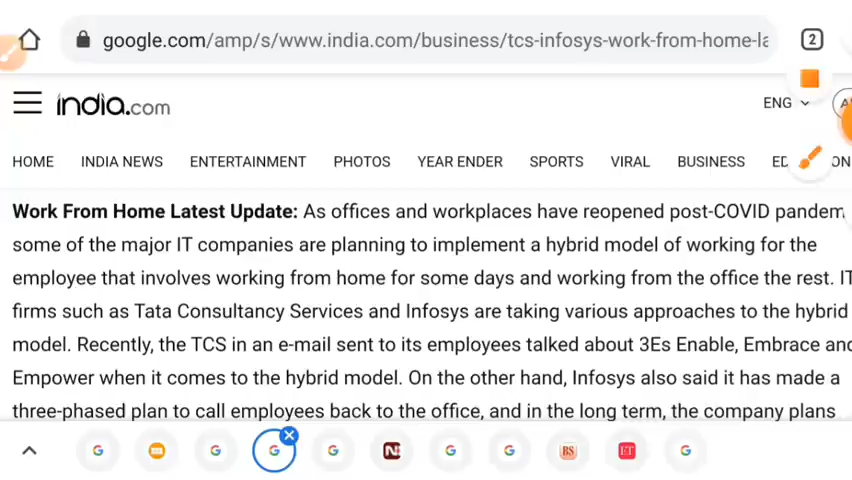 google.com/amp/s/www.india.com/business/tcs-infosys-work-from-home-la
2
india.com
ENG
HOME INDIA NEWS ENTERTAINMENT PHOTOS YEAR ENDER SPORTS VIRAL BUSINESS
Work From Home Latest Update: As offices and workplaces have reopened post-COVID pandem
some of the major IT companies are planning to implement a hybrid model of working for the
employee that involves working from home for some days and working from the office the rest. IT
firms such as Tata Consultancy Services and Infosys are taking various approaches to the hybrid
model. Recently, the TCS in an e-mail sent to its employees talked about 3Es Enable, Embrace and
Empower when it comes to the hybrid model. On the other hand, Infosys also said it has made a
three-phased plan to call employees back to the office, and in the long term, the company plans
G G G G N G G BS ET G